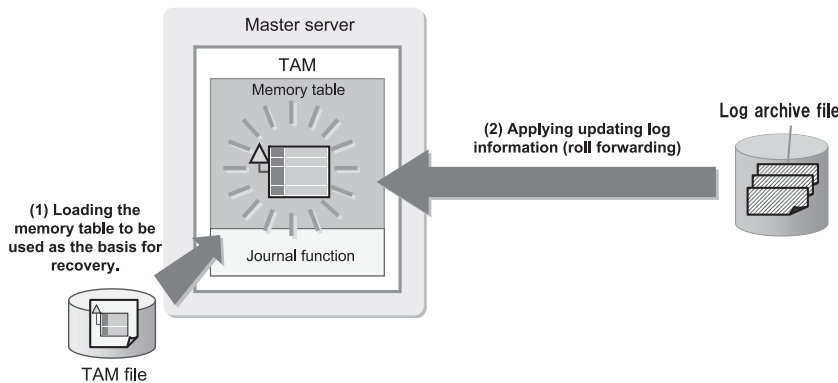 Master server
TAM
Memory table
(2) Applying updating log
information (roll forwarding)
Log archive file
(1) Loading the
memory table to be
used as the basis for
recovery.
Journal function
TAM file